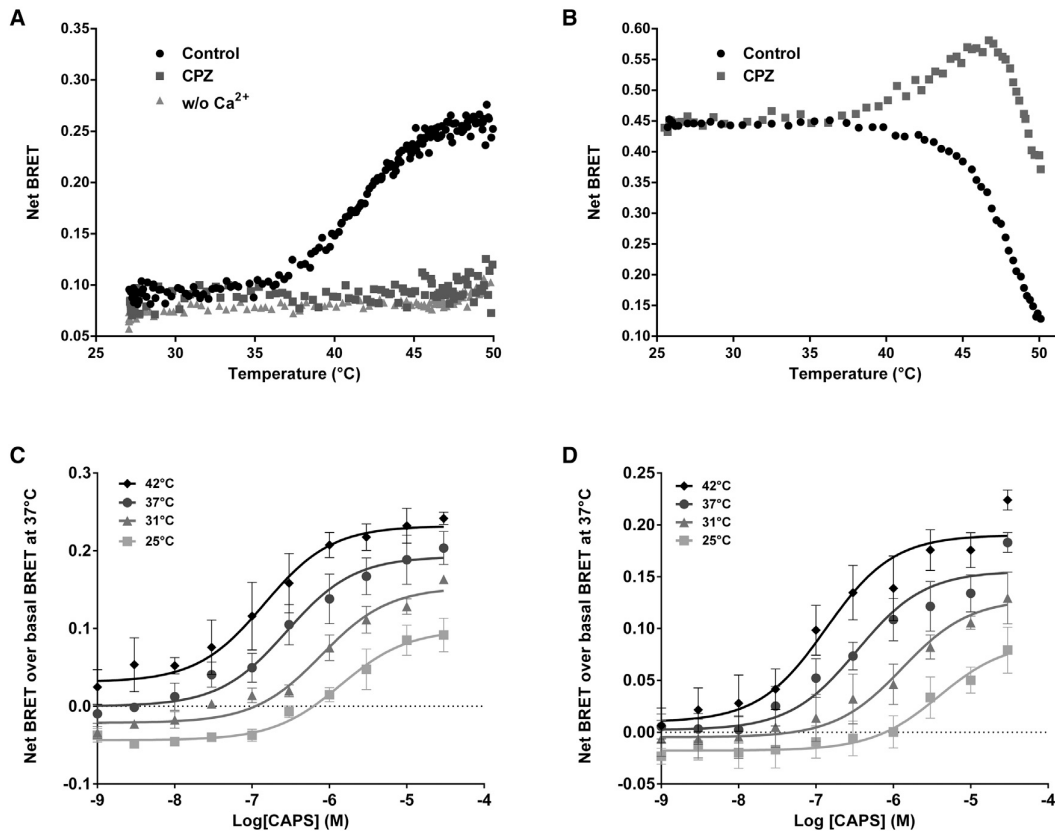 A
Net BRET
0.35
0.30
0.25
0.20
0.15
0.10
0.05
Control
CPZ
w/o Ca²⁺
25 30 35 40 45 50
Temperature (°C)
B
Net BRET
0.60
0.50
0.40
0.45
0.30
0.35
0.20
0.25
0.15
0.10
Control
CPZ
25 30 35 40 45 50
Temperature (°C)
C
Net BRET over basal BRET at 37°C
0.3
0.2
0.1
0.0
-0.1
42°C
37°C
31°C
25°C
-9 -8 -7 -6 -5 -4
Log[CAPS] (M)
D
Net BRET over basal BRET at 37°C
0.25
0.20
0.15
0.10
0.05
0.00
-0.05
42°C
37°C
31°C
25°C
-9 -8 -7 -6 -5 -4
Log [CAPS] (M)